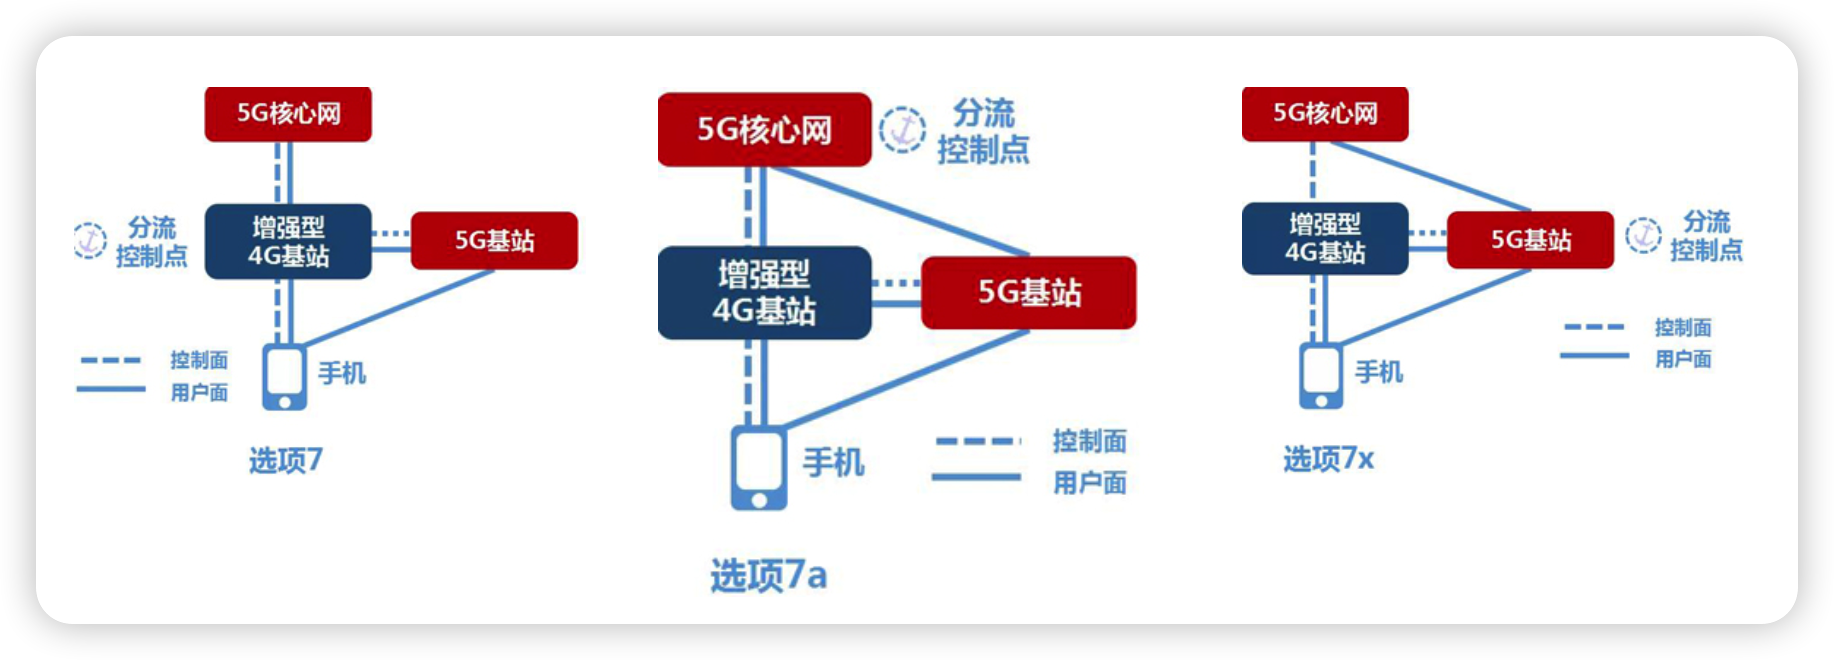 5G核心网
分流
控制点
增强型
4G基站
5G基站
控制面
用户面
手机
选项7
5G核心网
分流
控制点
增强型
4G基站
5G基站
手机
控制面
用户面
选项7a
5G核心网
增强型
4G基站
5G基站
分流
控制点
控制面
用户面
手机
选项7x